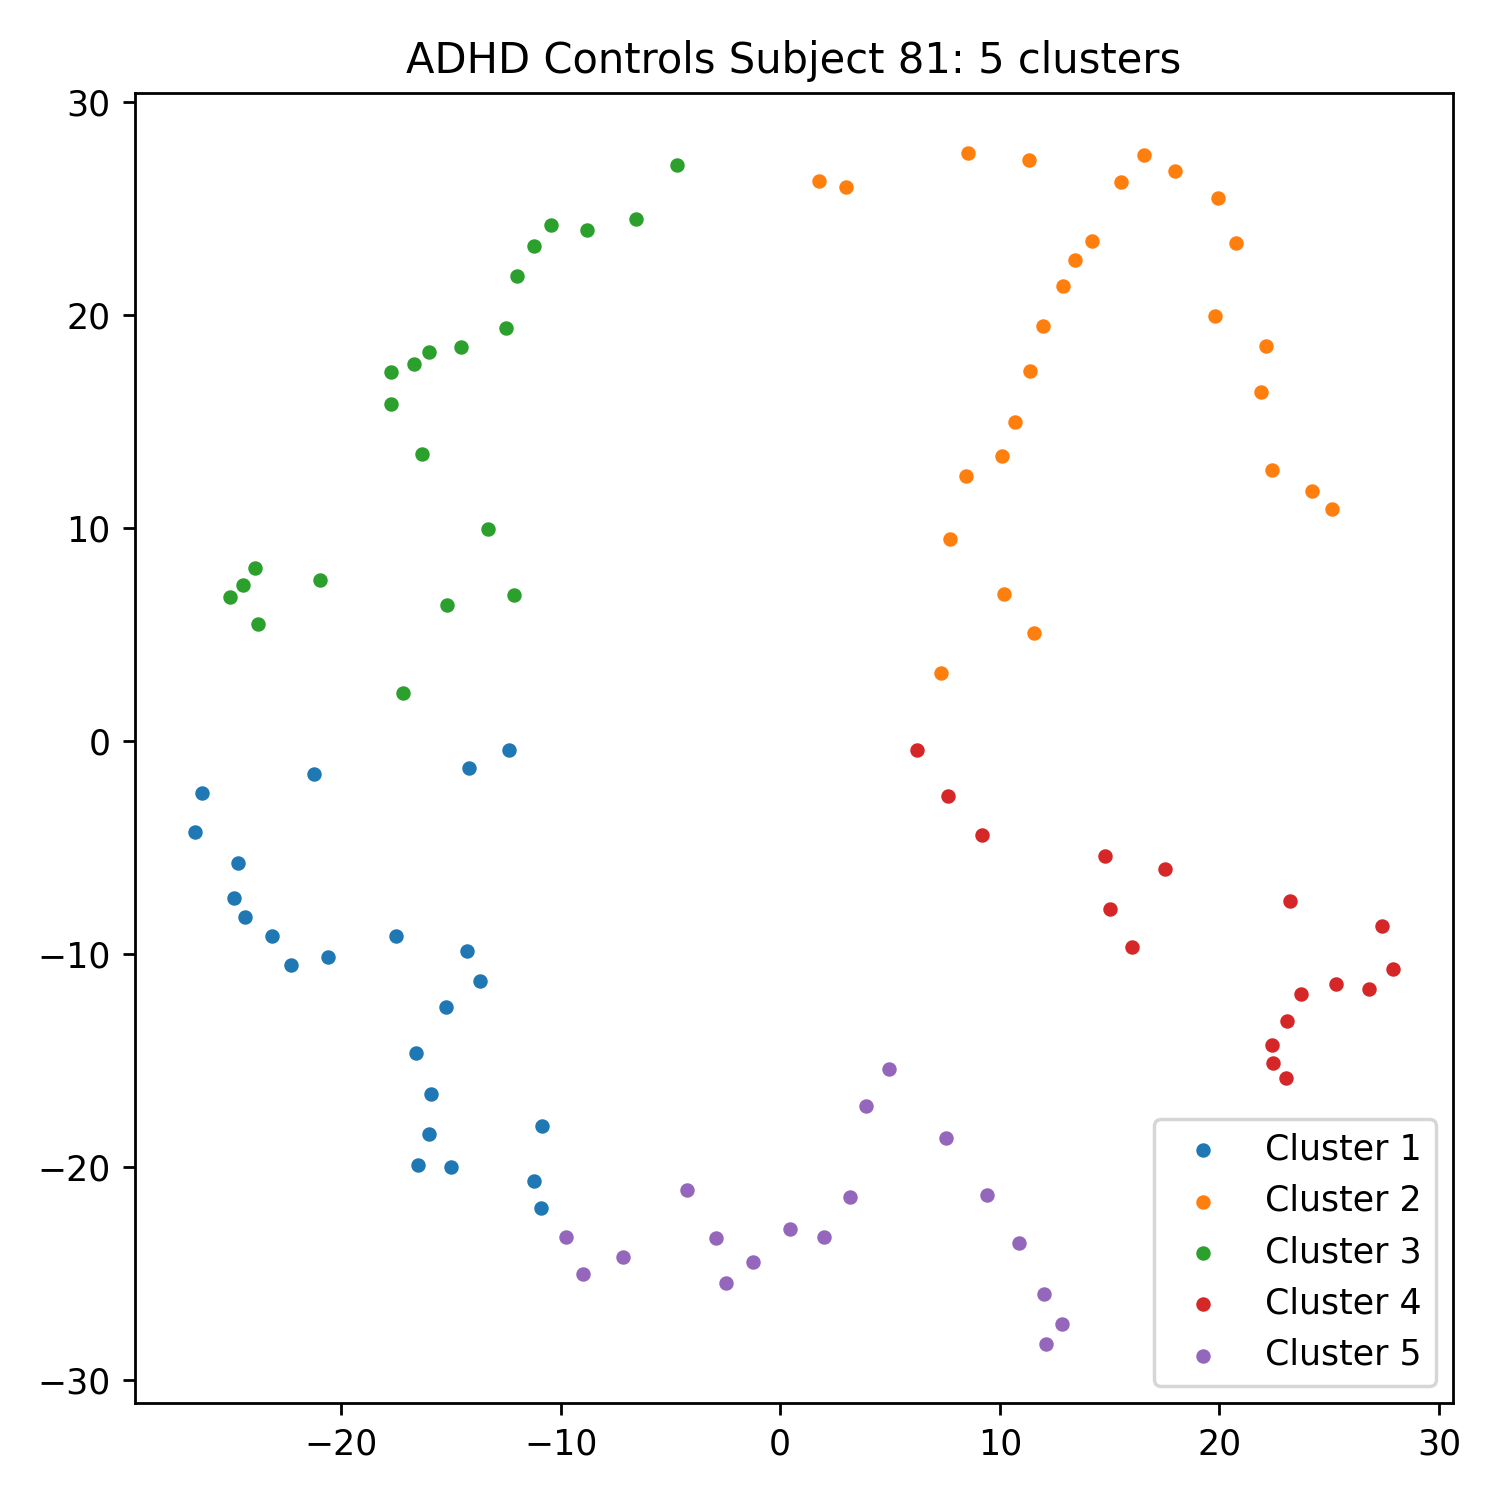 ADHD Controls Subject 81: 5 clusters
30
20
10
0
−10
−20
−30
−20 −10 0 10 20 30
Cluster 1
Cluster 2
Cluster 3
Cluster 4
Cluster 5